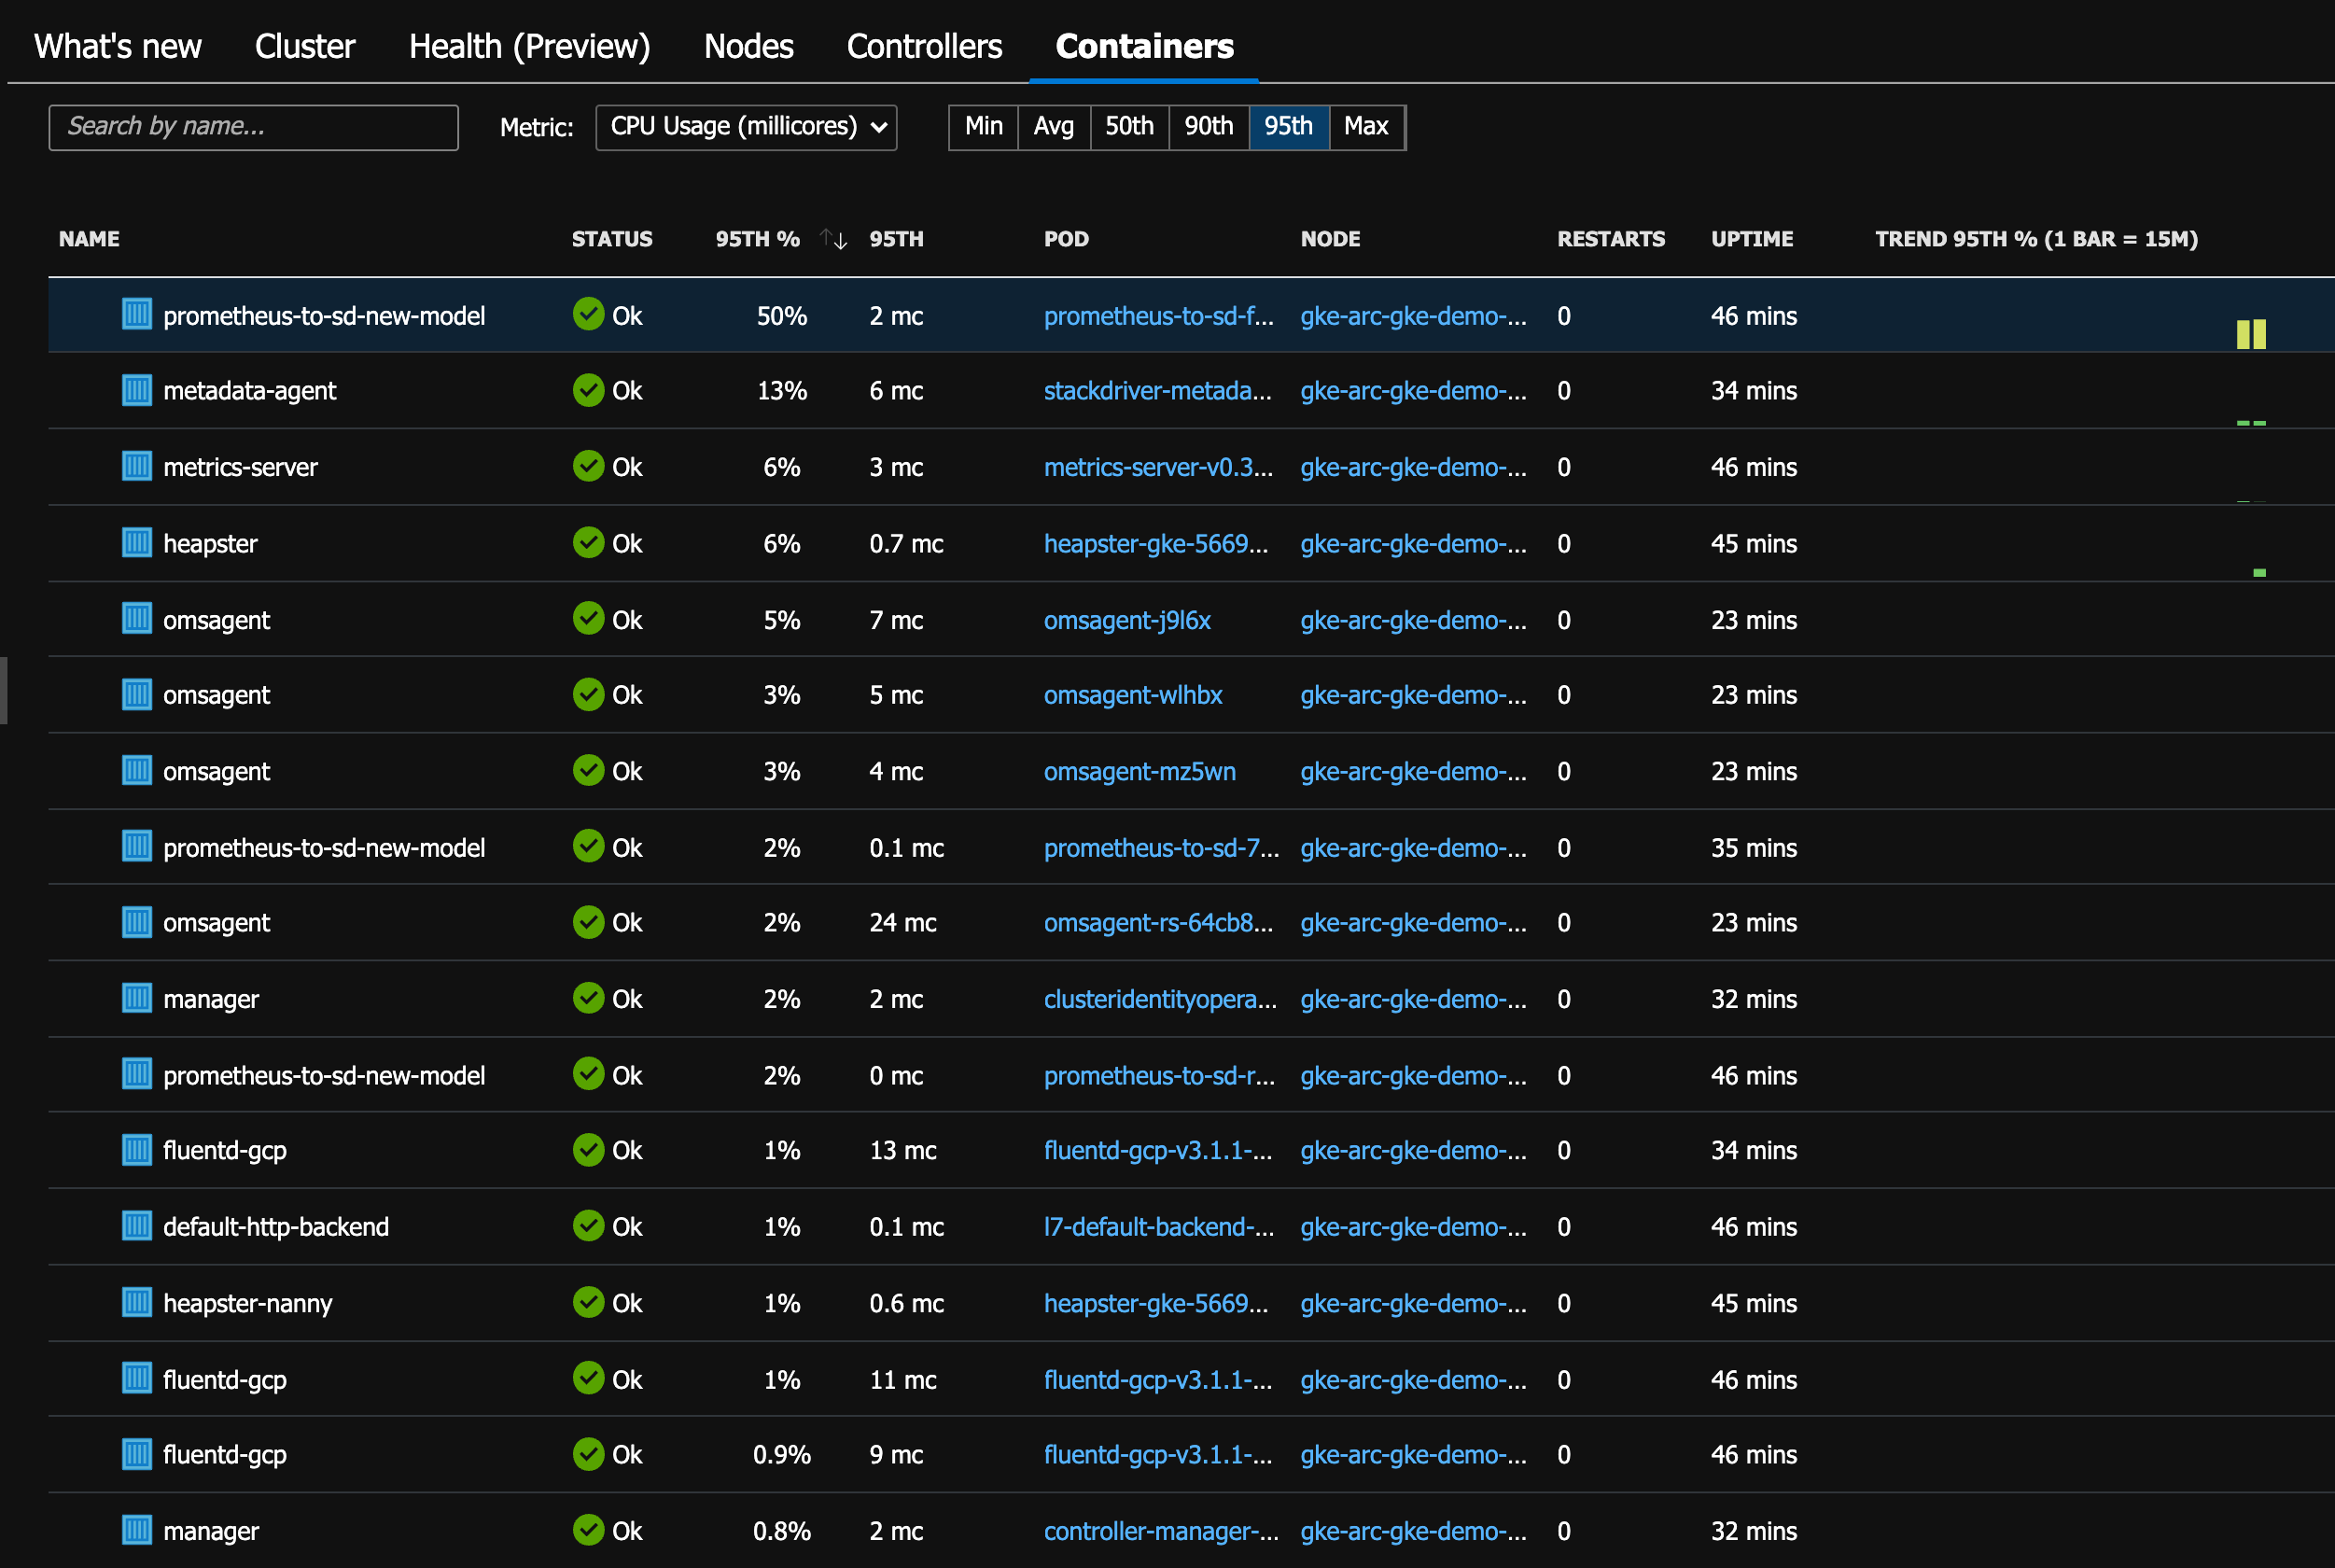 What's new Cluster Health (Preview) Nodes Controllers Containers
Search by name... Metric: CPU Usage (millicores) Min Avg 50th 90th 95th Max
NAME STATUS 95TH % 95TH POD NODE RESTARTS UPTIME TREND 95TH % (1 BAR = 15M)
prometheus-to-sd-new-model Ok 50% 2 mc prometheus-to-sd-f... gke-arc-gke-demo-... 0 46 mins
metadata-agent Ok 13% 6 mc stackdriver-metada... gke-arc-gke-demo-... 0 34 mins
metrics-server Ok 6% 3 mc metrics-server-v0.3... gke-arc-gke-demo-... 0 46 mins
heapster Ok 6% 0.7 mc heapster-gke-5669... gke-arc-gke-demo-... 0 45 mins
omsagent Ok 5% 7 mc omsagent-j9l6x gke-arc-gke-demo-... 0 23 mins
omsagent Ok 3% 5 mc omsagent-wlhbx gke-arc-gke-demo-... 0 23 mins
omsagent Ok 3% 4 mc omsagent-mz5wn gke-arc-gke-demo-... 0 23 mins
prometheus-to-sd-new-model Ok 2% 0.1 mc prometheus-to-sd-7... gke-arc-gke-demo-... 0 35 mins
omsagent Ok 2% 24 mc omsagent-rs-64cb8... gke-arc-gke-demo-... 0 23 mins
manager Ok 2% 2 mc clusteridentityopera... gke-arc-gke-demo-... 0 32 mins
prometheus-to-sd-new-model Ok 2% 0 mc prometheus-to-sd-r... gke-arc-gke-demo-... 0 46 mins
fluentd-gcp Ok 1% 13 mc fluentd-gcp-v3.1.1-... gke-arc-gke-demo-... 0 34 mins
default-http-backend Ok 1% 0.1 mc l7-default-backend-... gke-arc-gke-demo-... 0 46 mins
heapster-nanny Ok 1% 0.6 mc heapster-gke-5669... gke-arc-gke-demo-... 0 45 mins
fluentd-gcp Ok 1% 11 mc fluentd-gcp-v3.1.1-... gke-arc-gke-demo-... 0 46 mins
fluentd-gcp Ok 0.9% 9 mc fluentd-gcp-v3.1.1-... gke-arc-gke-demo-... 0 46 mins
manager Ok 0.8% 2 mc controller-manager-... gke-arc-gke-demo-... 0 32 mins